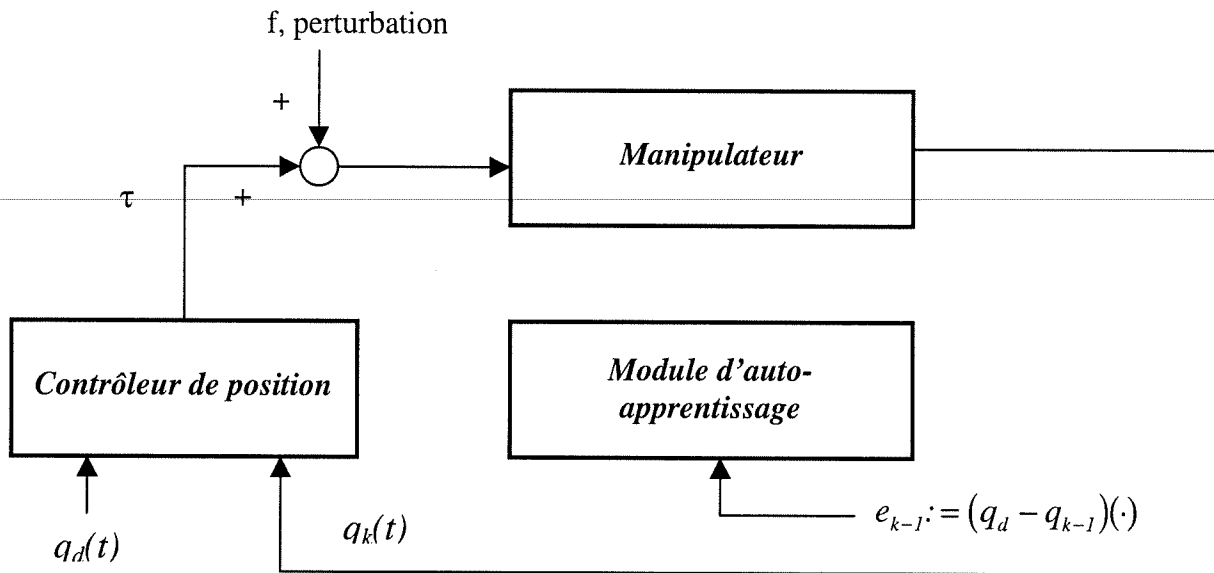 f, perturbation
+
Manipulateur
τ
+
Contrôleur de position
Module d'auto-
apprentissage
q_d(t)
q_k(t)
e_{k-1} := (q_d − q_{k-1})(·)